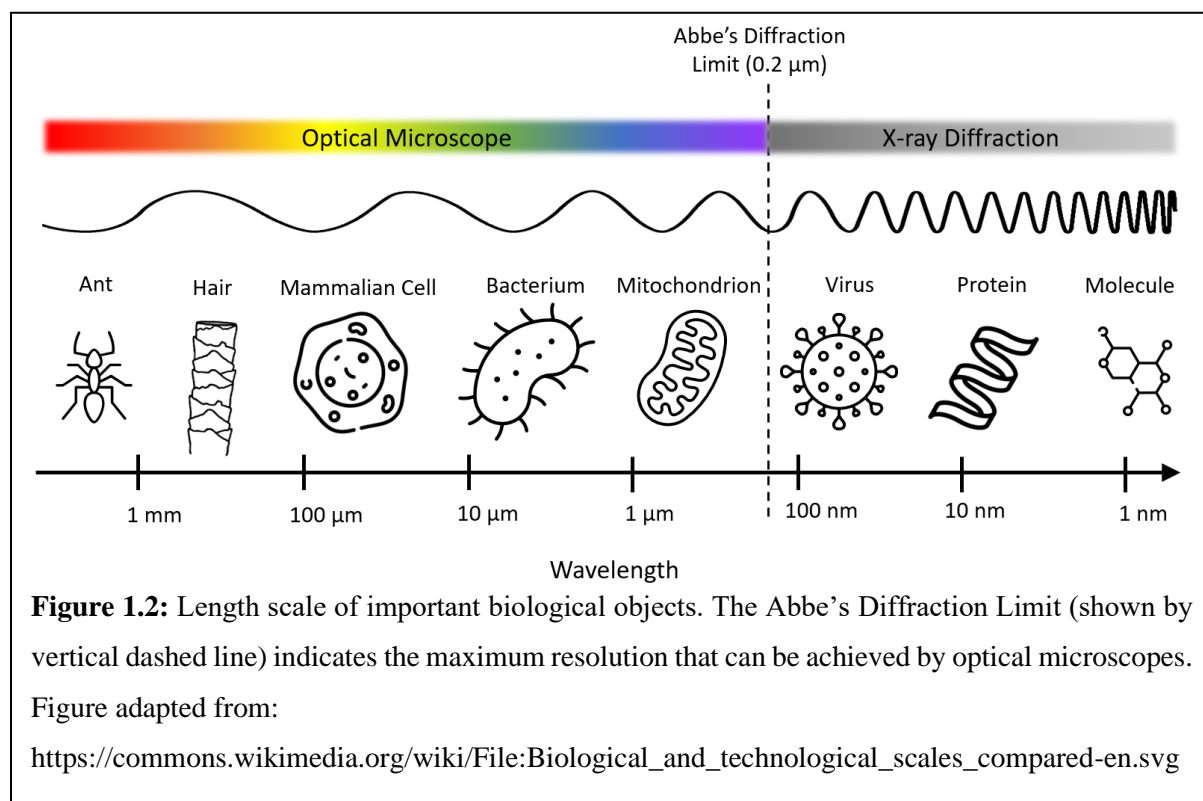 Abbe's Diffraction
Limit (0.2 µm)
Optical Microscope X-ray Diffraction
Ant Hair Mammalian Cell Bacterium Mitochondrion Virus Protein Molecule
1 mm 100 µm 10 µm 1 µm 100 nm 10 nm 1 nm
Wavelength
Figure 1.2: Length scale of important biological objects. The Abbe's Diffraction Limit (shown by
vertical dashed line) indicates the maximum resolution that can be achieved by optical microscopes.
Figure adapted from:
https://commons.wikimedia.org/wiki/File:Biological_and_technological_scales_compared-en.svg